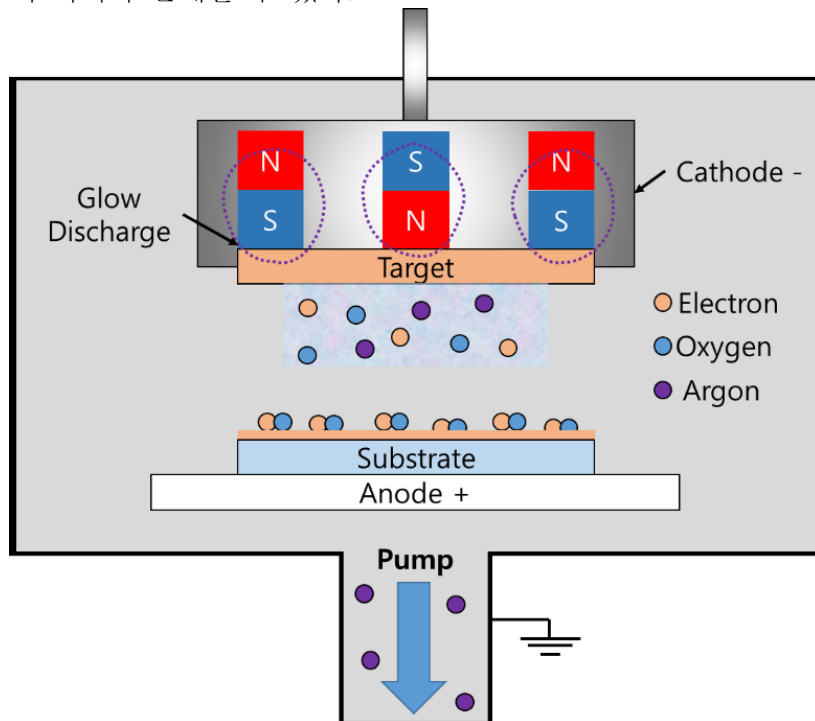 N
S
N
Cathode -
S
N
S
Glow
Discharge
Target
Electron
Oxygen
Argon
Substrate
Anode +
Pump